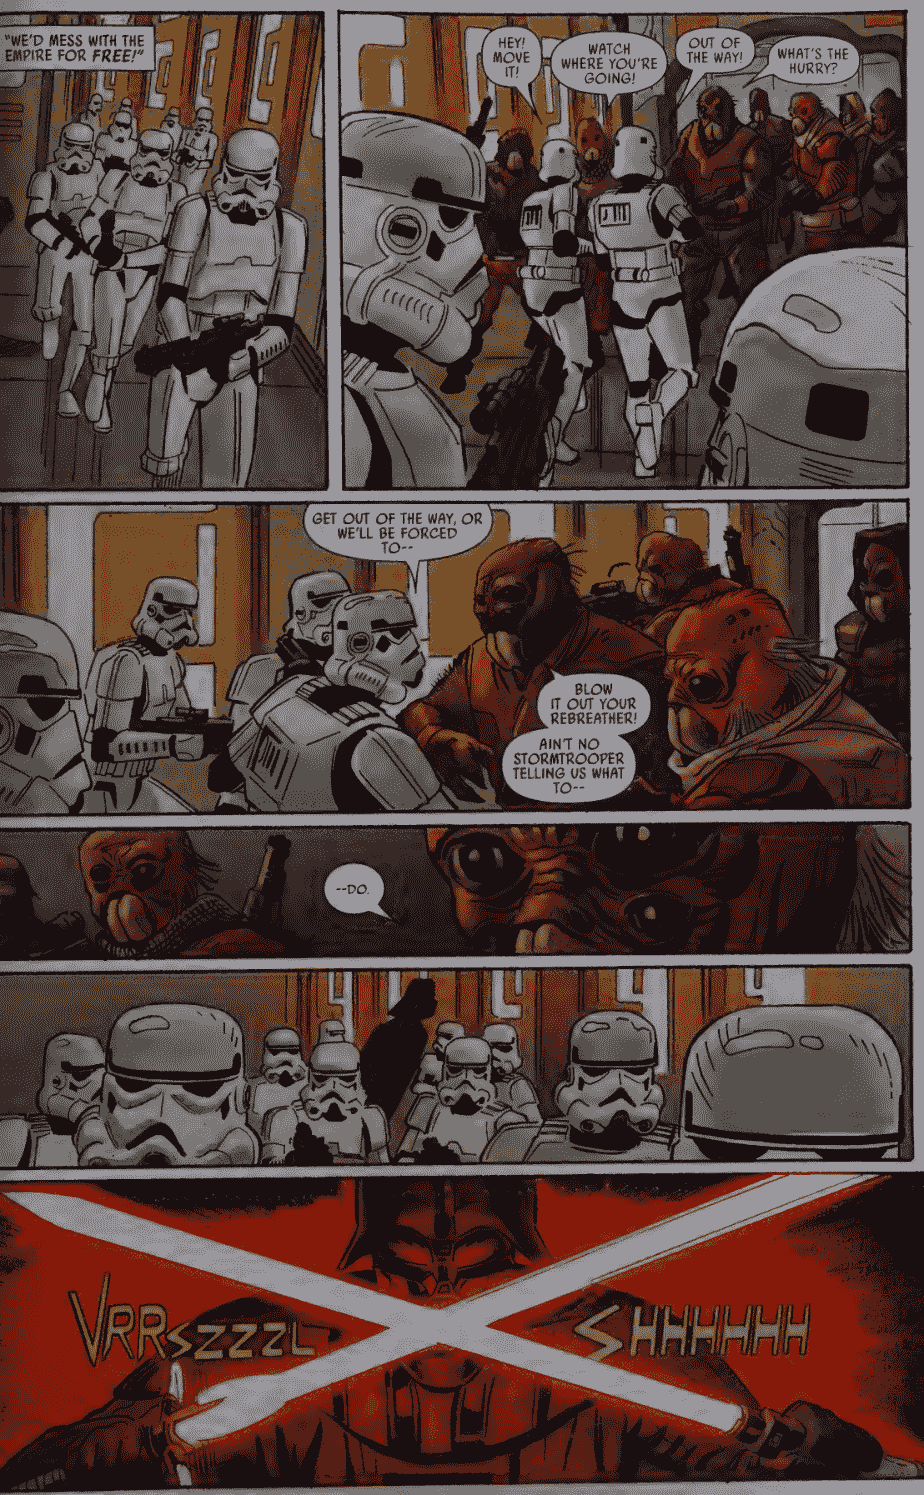 "WE'D MESS WITH THE
EMPIRE FOR FREE!"
HEY!
MOVE
IT!
WATCH
WHERE YOU'RE
GOING!
OUT OF
THE WAY!
WHAT'S THE
HURRY?
GET OUT OF THE WAY, OR
WE'LL BE FORCED
TO--
BLOW
IT OUT YOUR
REBREATHER!
AIN'T NO
STORMTROOPER
TELLING US WHAT
TO--
--DO.
VRRSZZZL
SHHHHHH